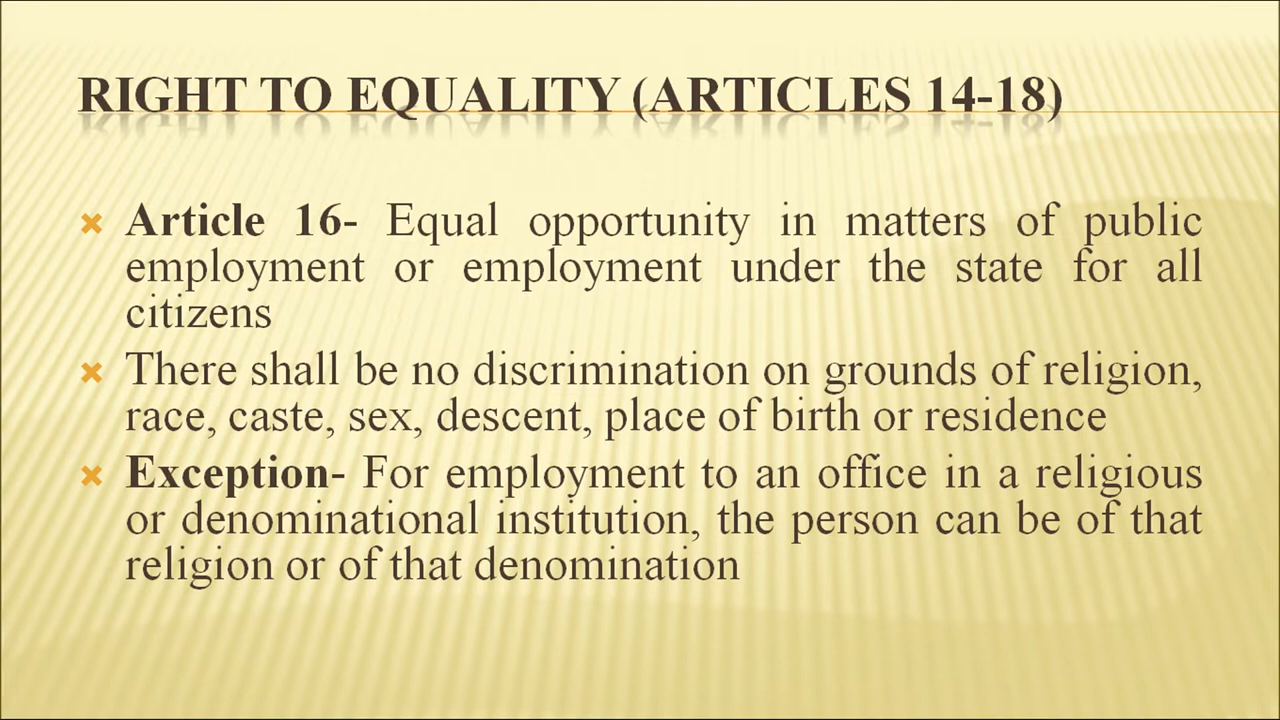 RIGHT TO EQUALITY (ARTICLES 14-18)
Article 16- Equal opportunity in matters of public
employment or employment under the state for all
citizens
There shall be no discrimination on grounds of religion,
race, caste, sex, descent, place of birth or residence
Exception- For employment to an office in a religious
or denominational institution, the person can be of that
religion or of that denomination